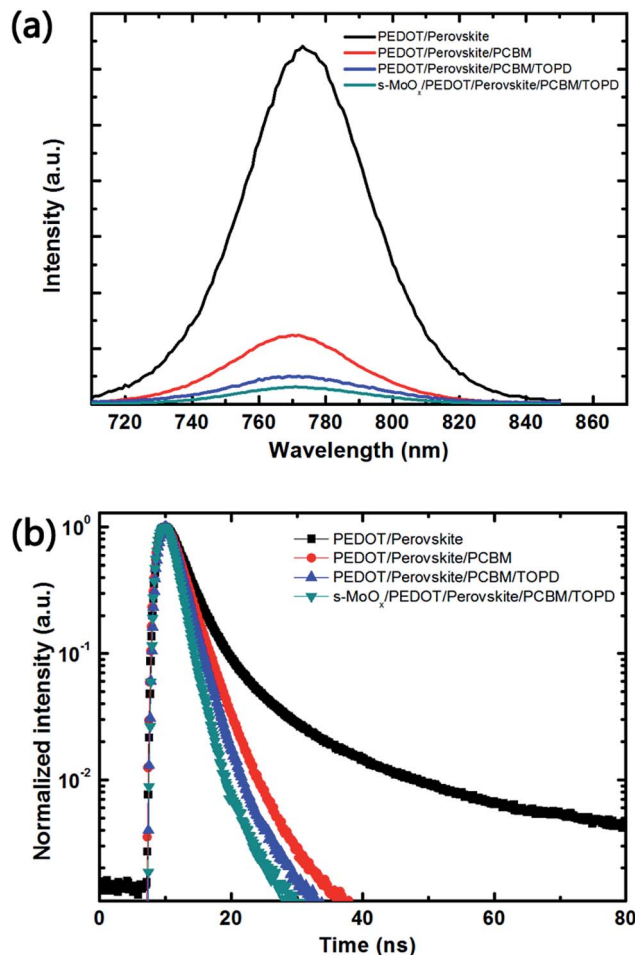 (a)
PEDOT/Perovskite
PEDOT/Perovskite/PCBM
PEDOT/Perovskite/PCBM/TOPD
s-MoOx/PEDOT/Perovskite/PCBM/TOPD
Intensity (a.u.)
720 740 760 780 800 820 840 860
Wavelength (nm)
(b)
PEDOT/Perovskite
PEDOT/Perovskite/PCBM
PEDOT/Perovskite/PCBM/TOPD
s-MoOx/PEDOT/Perovskite/PCBM/TOPD
Normalized intensity (a.u.)
10^0
10^-1
10^-2
0 20 40 60 80
Time (ns)